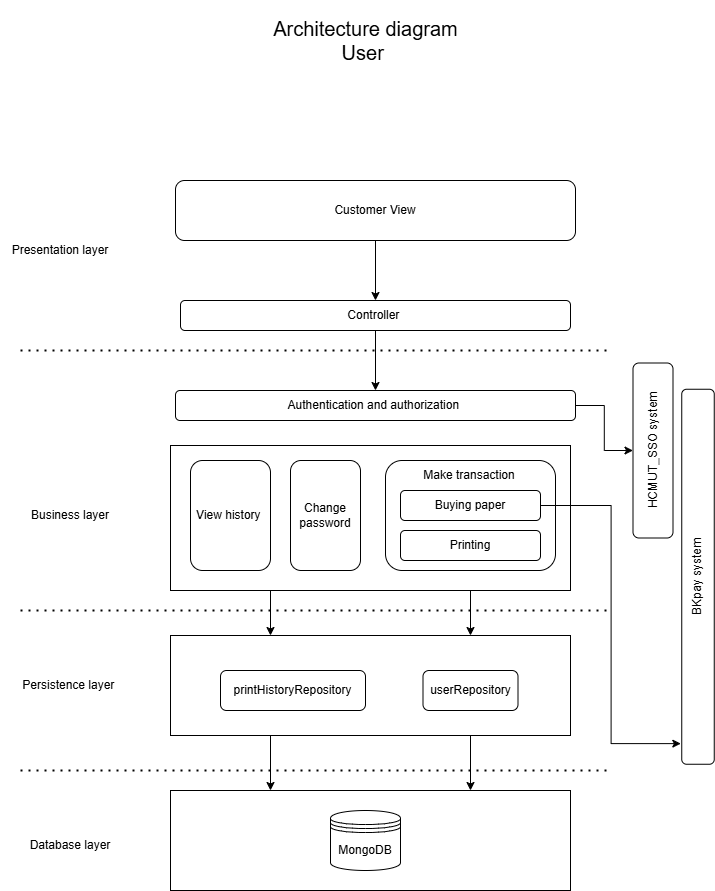 Architecture diagram
User
Customer View
Presentation layer
Controller
Authentication and authorization
HCMUT_SSO system
BKpay system
Business layer
View history
Change
password
Make transaction
Buying paper
Printing
Persistence layer
printHistoryRepository
userRepository
Database layer
MongoDB